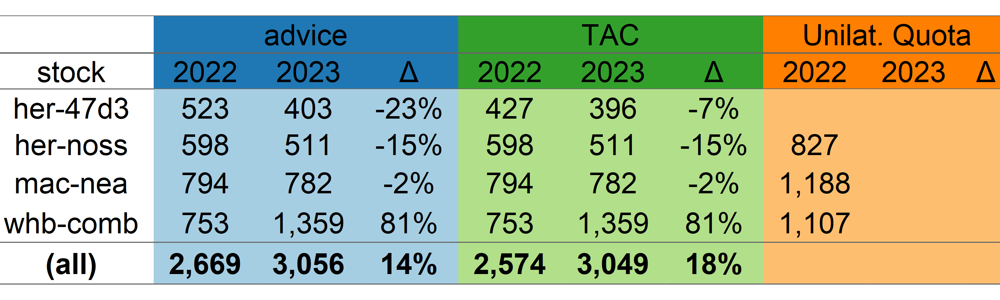 advice TAC Unilat. Quota
stock 2022 2023 Δ 2022 2023 Δ 2022 2023 Δ
her-47d3 523 403 -23% 427 396 -7%
her-noss 598 511 -15% 598 511 -15% 827
mac-nea 794 782 -2% 794 782 -2% 1,188
whb-comb 753 1,359 81% 753 1,359 81% 1,107
(all) 2,669 3,056 14% 2,574 3,049 18%